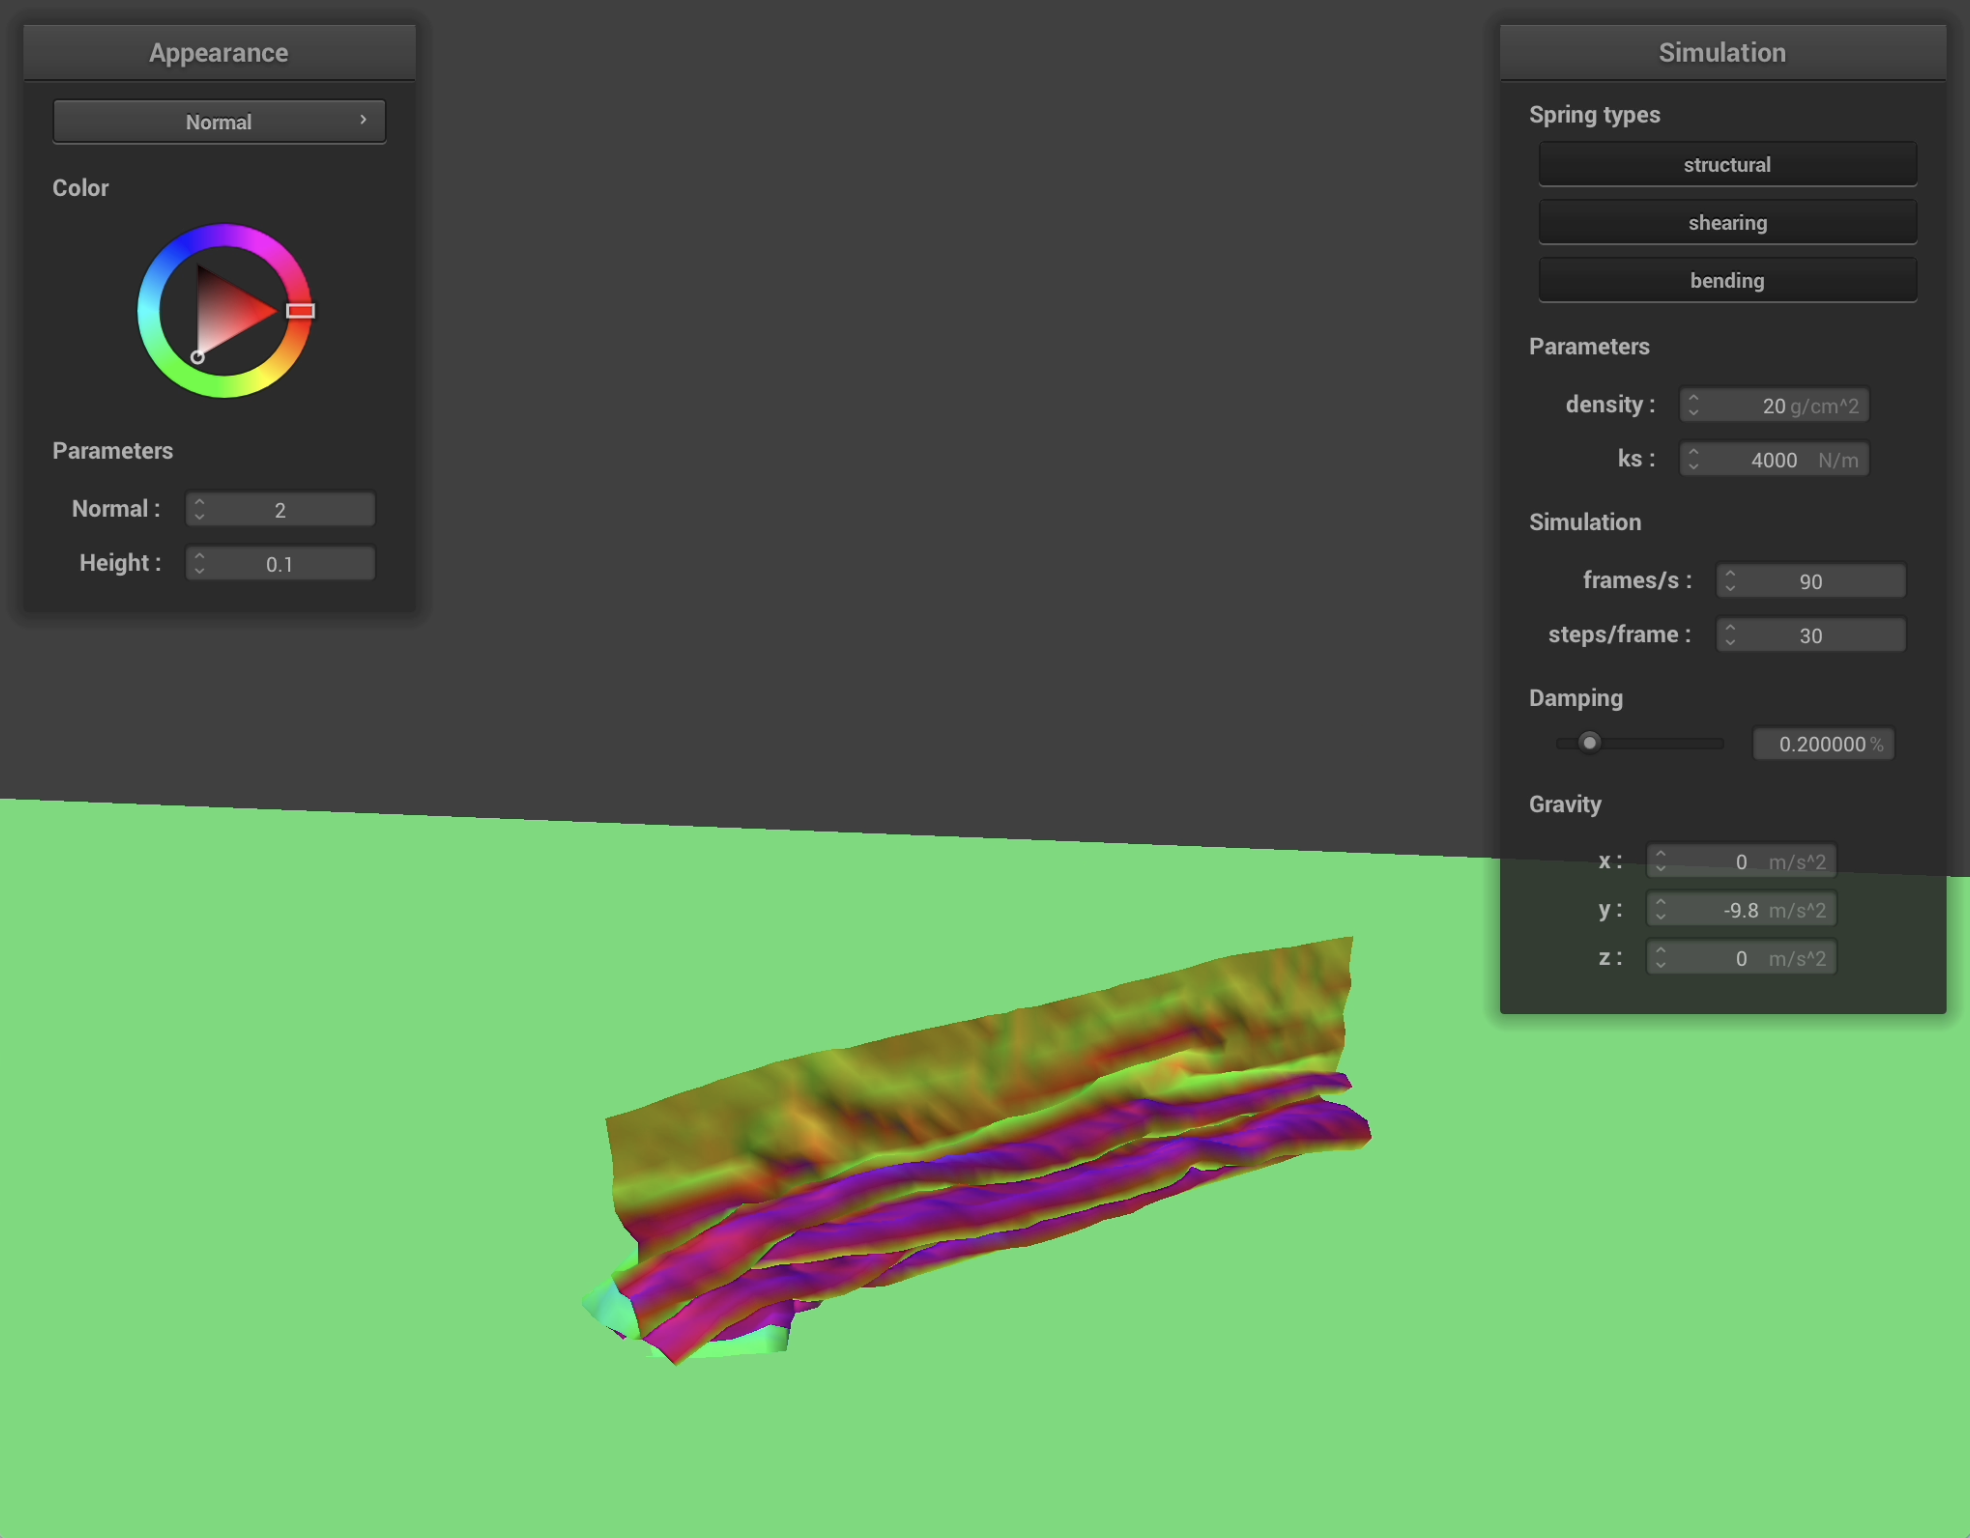 Appearance
Normal
Color
Parameters
Normal : 2
Height : 0.1
Simulation
Spring types
structural
shearing
bending
Parameters
density : 20 g/cm^2
ks : 4000 N/m
Simulation
frames/s : 90
steps/frame : 30
Damping
0.200000 %
Gravity
x : 0 m/s^2
y : -9.8 m/s^2
z : 0 m/s^2